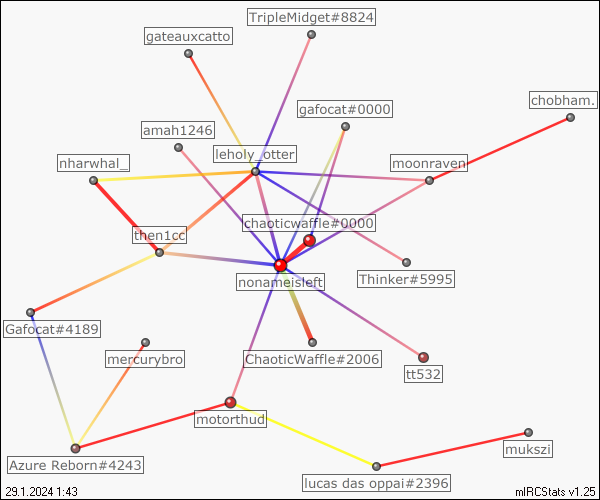 TripleMidget#8824
gateauxcatto
chobham.
gafocat#0000
amah1246
leholy_otter
nharwhal_
moonraven
chaoticwaffle#0000
then1cc
Thinker#5995
nonameisleft
Gafocat#4189
mercurybro
ChaoticWaffle#2006
tt532
motorthud
mukszi
Azure Reborn#4243
lucas das oppai#2396
29.1.2024 1:43
mIRCStats v1.25